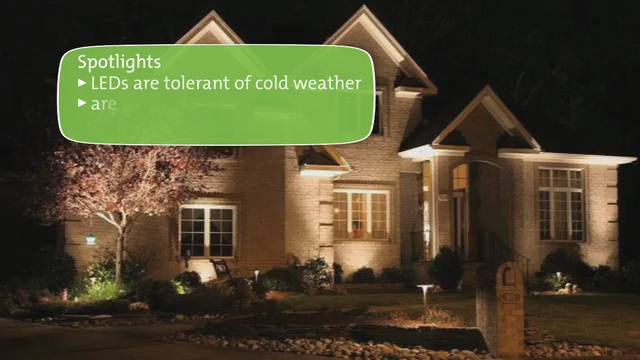 Spotlights
▸ LEDs are tolerant of cold weather
▸ are